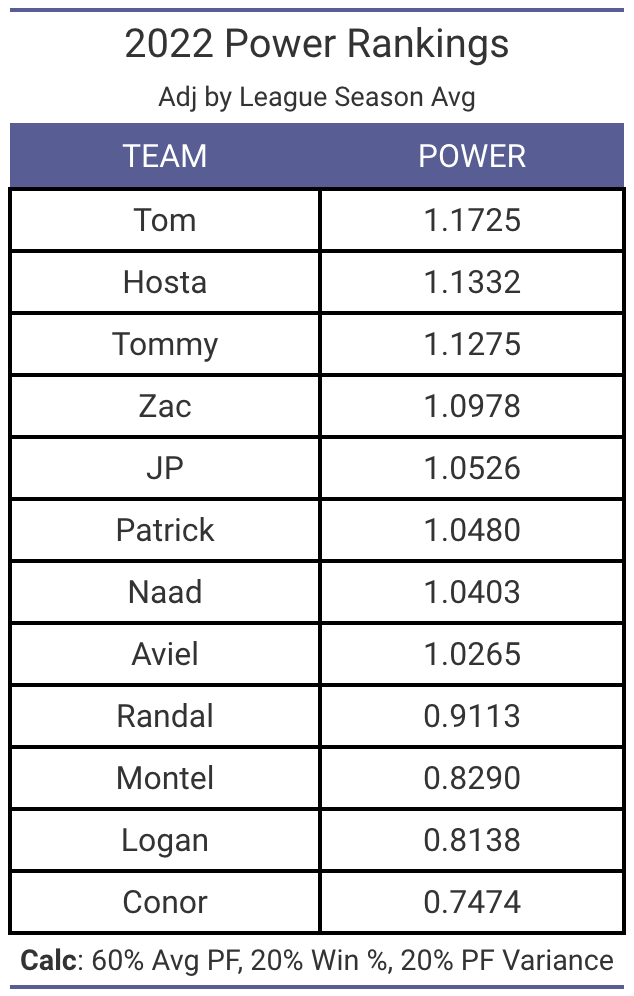 2022 Power Rankings
Adj by League Season Avg
TEAM POWER
Tom 1.1725
Hosta 1.1332
Tommy 1.1275
Zac 1.0978
JP 1.0526
Patrick 1.0480
Naad 1.0403
Aviel 1.0265
Randal 0.9113
Montel 0.8290
Logan 0.8138
Conor 0.7474
Calc: 60% Avg PF, 20% Win %, 20% PF Variance